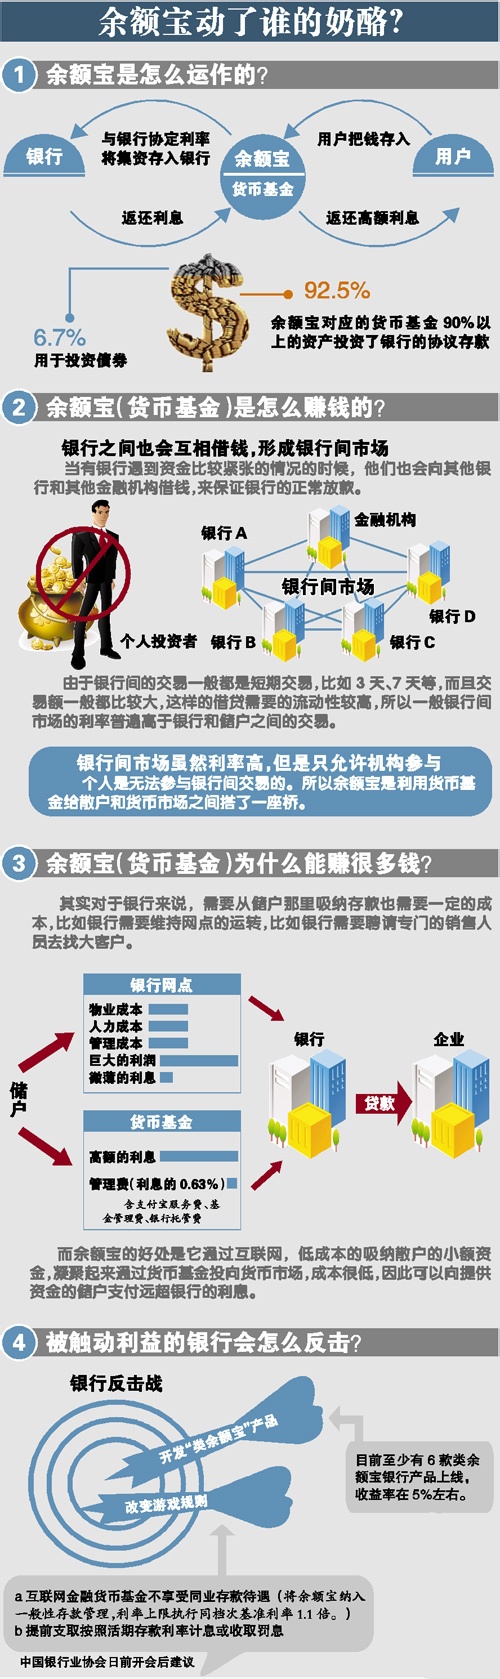 余额宝动了谁的奶酪?
1 余额宝是怎么运作的?
与银行协定利率
将集资存入银行
用户把钱存入
银行
余额宝
货币基金
用户
返还利息
返还高额利息
92.5%
余额宝对应的货币基金 90%以
上的资产投资了银行的协议存款
6.7%
用于投资债券
2 余额宝(货币基金)是怎么赚钱的?
银行之间也会互相借钱,形成银行间市场
当有银行遇到资金比较紧张的情况的时候，他们也会向其他银
行和其他金融机构借钱,来保证银行的正常放款。
金融机构
银行 A
银行间市场
银行 D
个人投资者
银行 B
银行 C
由于银行间的交易一般都是短期交易,比如 3 天、7 天等,而且交
易额一般都比较大,这样的借贷需要的流动性较高,所以一般银行间
市场的利率普遍高于银行和储户之间的交易。
银行间市场虽然利率高,但是只允许机构参与
个人是无法参与银行间交易的。所以余额宝是利用货币基
金给散户和货币市场之间搭了一座桥。
3 余额宝(货币基金)为什么能赚很多钱?
其实对于银行来说，需要从储户那里吸纳存款也需要一定的成
本,比如银行需要维持网点的运转,比如银行需要聘请专门的销售人
员去找大客户。
银行网点
物业成本
人力成本
管理成本
巨大的利润
微薄的利息
储户
银行
企业
贷款
货币基金
高额的利息
管理费(利息的 0.63%)
含支付宝服务费、基
金管理费、银行托管费
而余额宝的好处是它通过互联网，低成本的吸纳散户的小额资
金,凝聚起来通过货币基金投向货币市场,成本很低,因此可以向提供
资金的储户支付远超银行的利息。
4 被触动利益的银行会怎么反击?
银行反击战
开发“类余额宝”产品
改变游戏规则
目前至少有 6 款类余
额宝银行产品上线，
收益率在 5%左右。
a 互联网金融货币基金不享受同业存款待遇（将余额宝纳入
一般性存款管理,利率上限执行同档次基准利率 1.1 倍。）
b 提前支取按照活期存款利率计息或收取罚息
中国银行业协会日前开会后建议